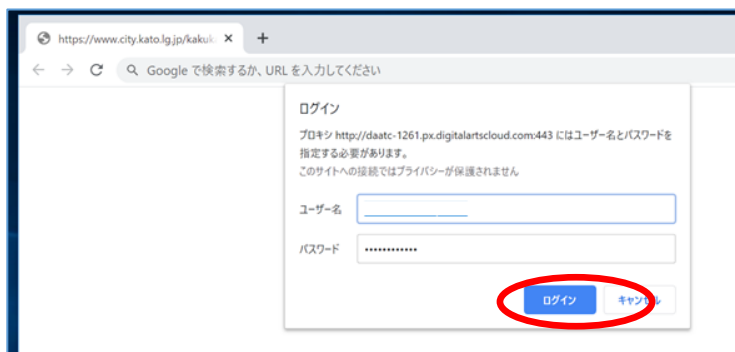 https://www.city.kato.lg.jp/kakuk
Google で検索するか、URL を入力してください
ログイン
プロキシ http://daatc-1261.px.digitalartscloud.com:443 にはユーザー名とパスワードを
指定する必要があります。
このサイトへの接続ではプライバシーが保護されません
ユーザー名
パスワード ••••••••••••
ログイン キャンセル